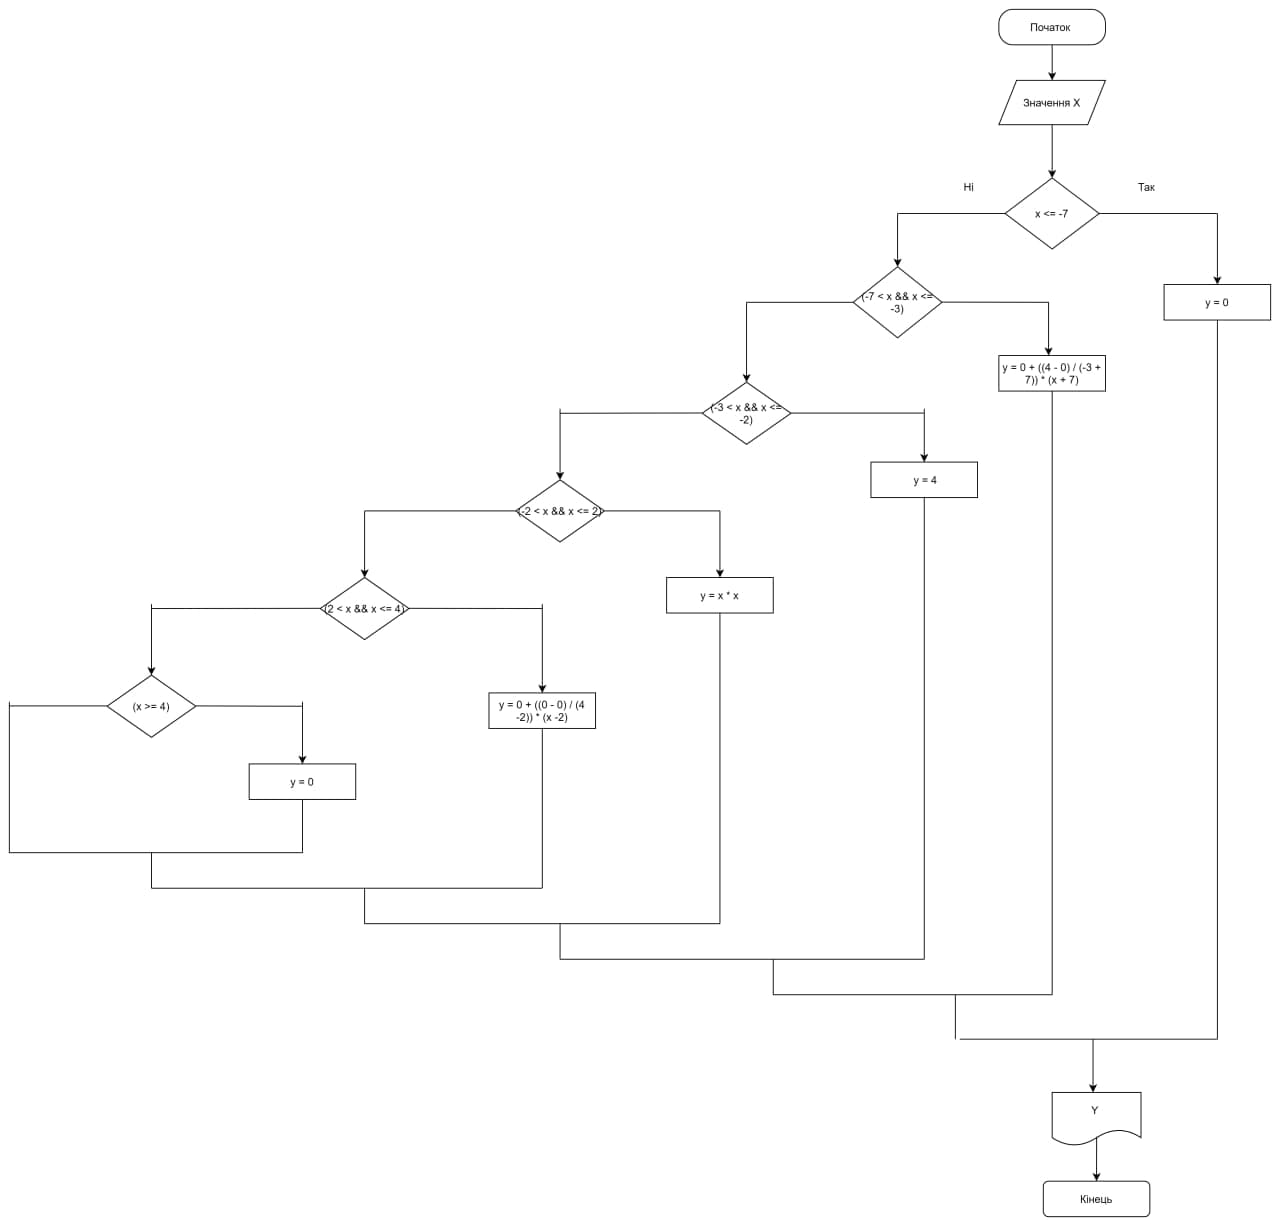 Початок
Значення X
Ні
Так
x <= -7
(-7 < x && x <=
-3)
y = 0
y = 0 + ((4 - 0) / (-3 +
7)) * (x + 7)
(-3 < x && x <=
-2)
y = 4
(-2 < x && x <= 2)
y = x * x
(2 < x && x <= 4)
(x >= 4)
y = 0 + ((0 - 0) / (4
-2)) * (x -2)
y = 0
Y
Кінець